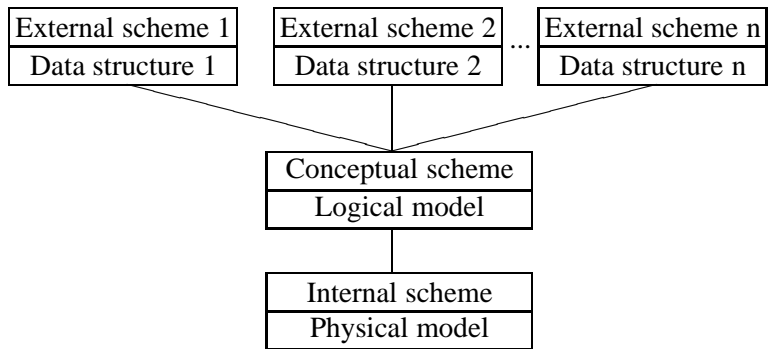 External scheme 1
Data structure 1
External scheme 2
Data structure 2
...
External scheme n
Data structure n
Conceptual scheme
Logical model
Internal scheme
Physical model